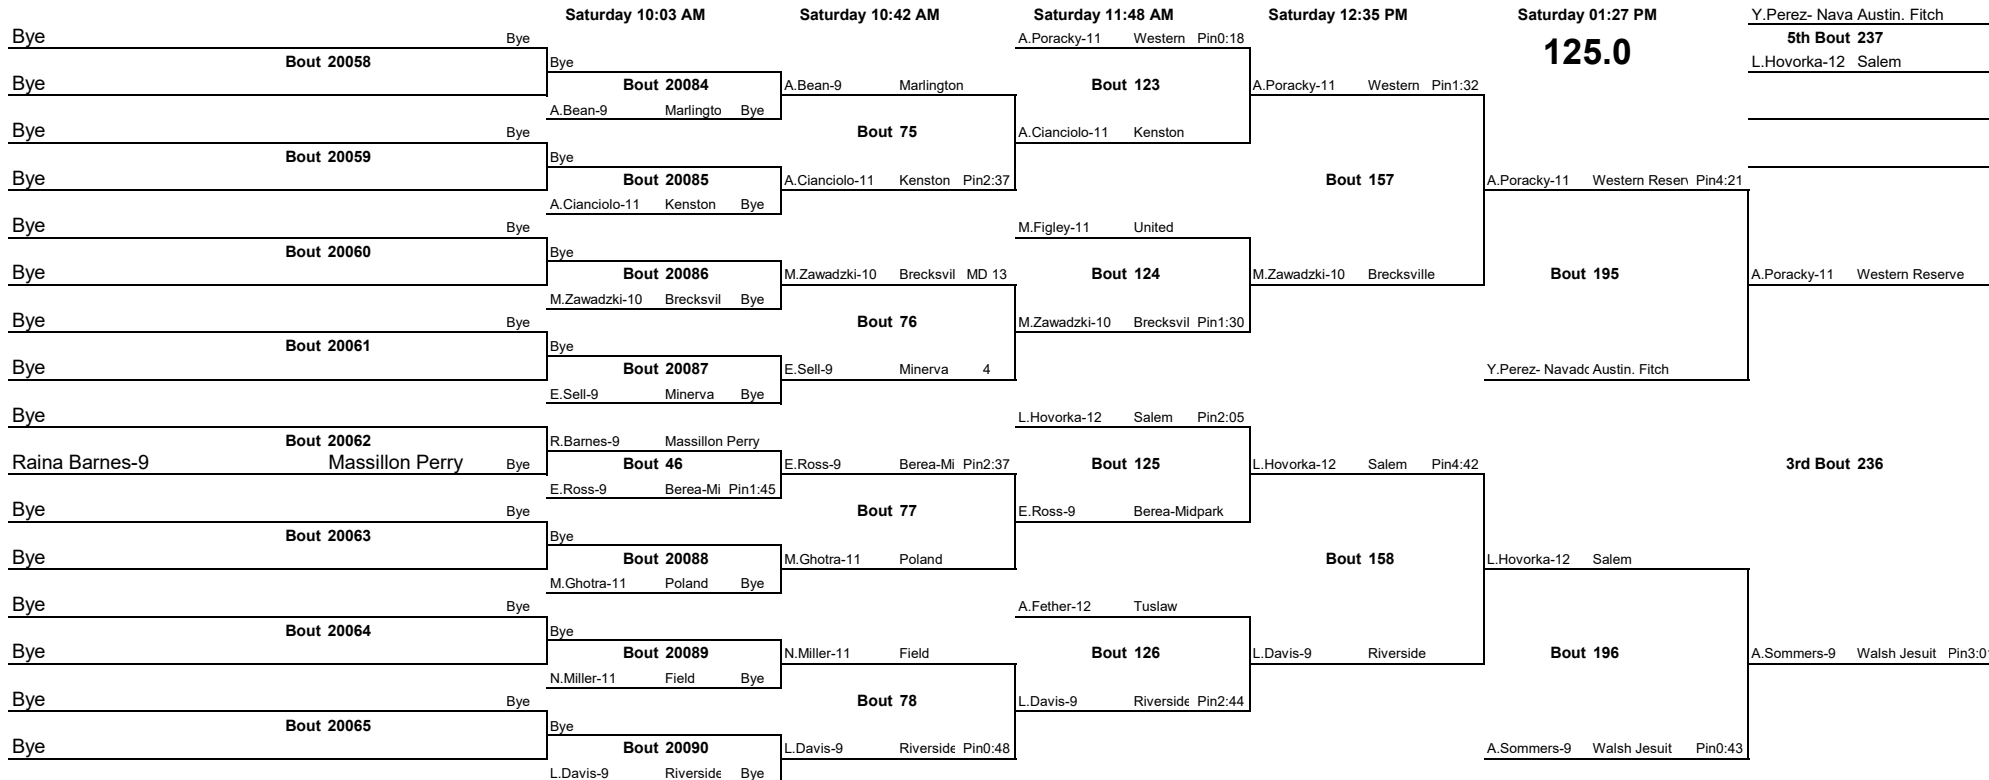 Saturday 10:03 AM Saturday 10:42 AM Saturday 11:48 AM Saturday 12:35 PM Saturday 01:27 PM Y.Perez- Nava Austin. Fitch
Bye Bye A.Poracky-11 Western Pin0:18 125.0 5th Bout 237
Bout 20058 Bye L.Hovorka-12 Salem
Bye Bout 20084 A.Bean-9 Marlington Bout 123 A.Poracky-11 Western Pin1:32
A.Bean-9 Marlingto Bye
Bye Bye Bout 75 A.Cianciolo-11 Kenston
Bout 20059 Bye
Bye Bout 20085 A.Cianciolo-11 Kenston Pin2:37 Bout 157 A.Poracky-11 Western Reser Pin4:21
A.Cianciolo-11 Kenston Bye
Bye Bye M.Figley-11 United
Bout 20060 Bye
Bye Bout 20086 M.Zawadzki-10 Brecksvil MD 13 Bout 124 M.Zawadzki-10 Brecksville Bout 195 A.Poracky-11 Western Reserve
M.Zawadzki-10 Brecksvil Bye
Bye Bye Bout 76 M.Zawadzki-10 Brecksvil Pin1:30
Bout 20061 Bye
Bye Bout 20087 E.Sell-9 Minerva 4 Y.Perez- Navado Austin. Fitch
E.Sell-9 Minerva Bye
Bye L.Hovorka-12 Salem Pin2:05
Bout 20062 R.Barnes-9 Massillon Perry
Raina Barnes-9 Massillon Perry Bye Bout 46 E.Ross-9 Berea-Mi Pin2:37 Bout 125 L.Hovorka-12 Salem Pin4:42 3rd Bout 236
E.Ross-9 Berea-Mi Pin1:45
Bye Bye Bout 77 E.Ross-9 Berea-Midpark
Bout 20063 Bye
Bye Bout 20088 M.Ghotra-11 Poland Bout 158 L.Hovorka-12 Salem
M.Ghotra-11 Poland Bye
Bye Bye A.Fether-12 Tuslaw
Bout 20064 Bye
Bye Bout 20089 N.Miller-11 Field Bout 126 L.Davis-9 Riverside Bout 196 A.Sommers-9 Walsh Jesuit Pin3:01
N.Miller-11 Field Bye
Bye Bye Bout 78 L.Davis-9 Riverside Pin2:44
Bout 20065 Bye
Bye Bout 20090 L.Davis-9 Riverside Pin0:48 A.Sommers-9 Walsh Jesuit Pin0:43
L.Davis-9 Riverside Bye